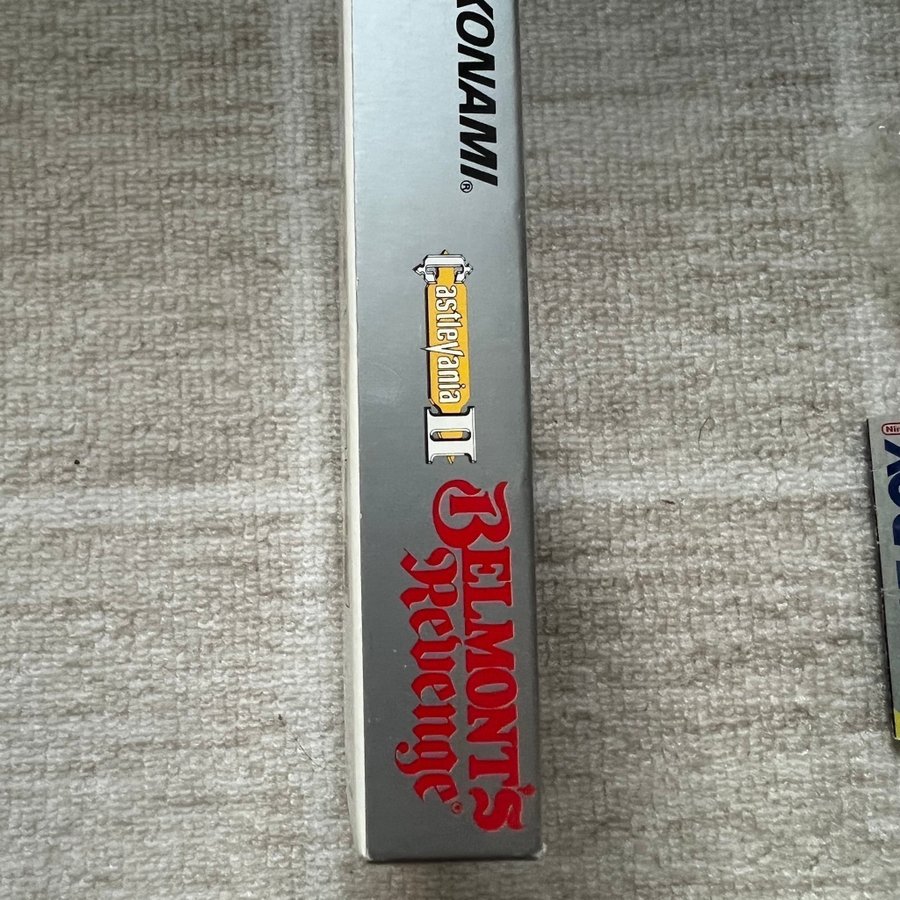 KONAMI®
Castlevania
II
BELMONT'S
Revenge